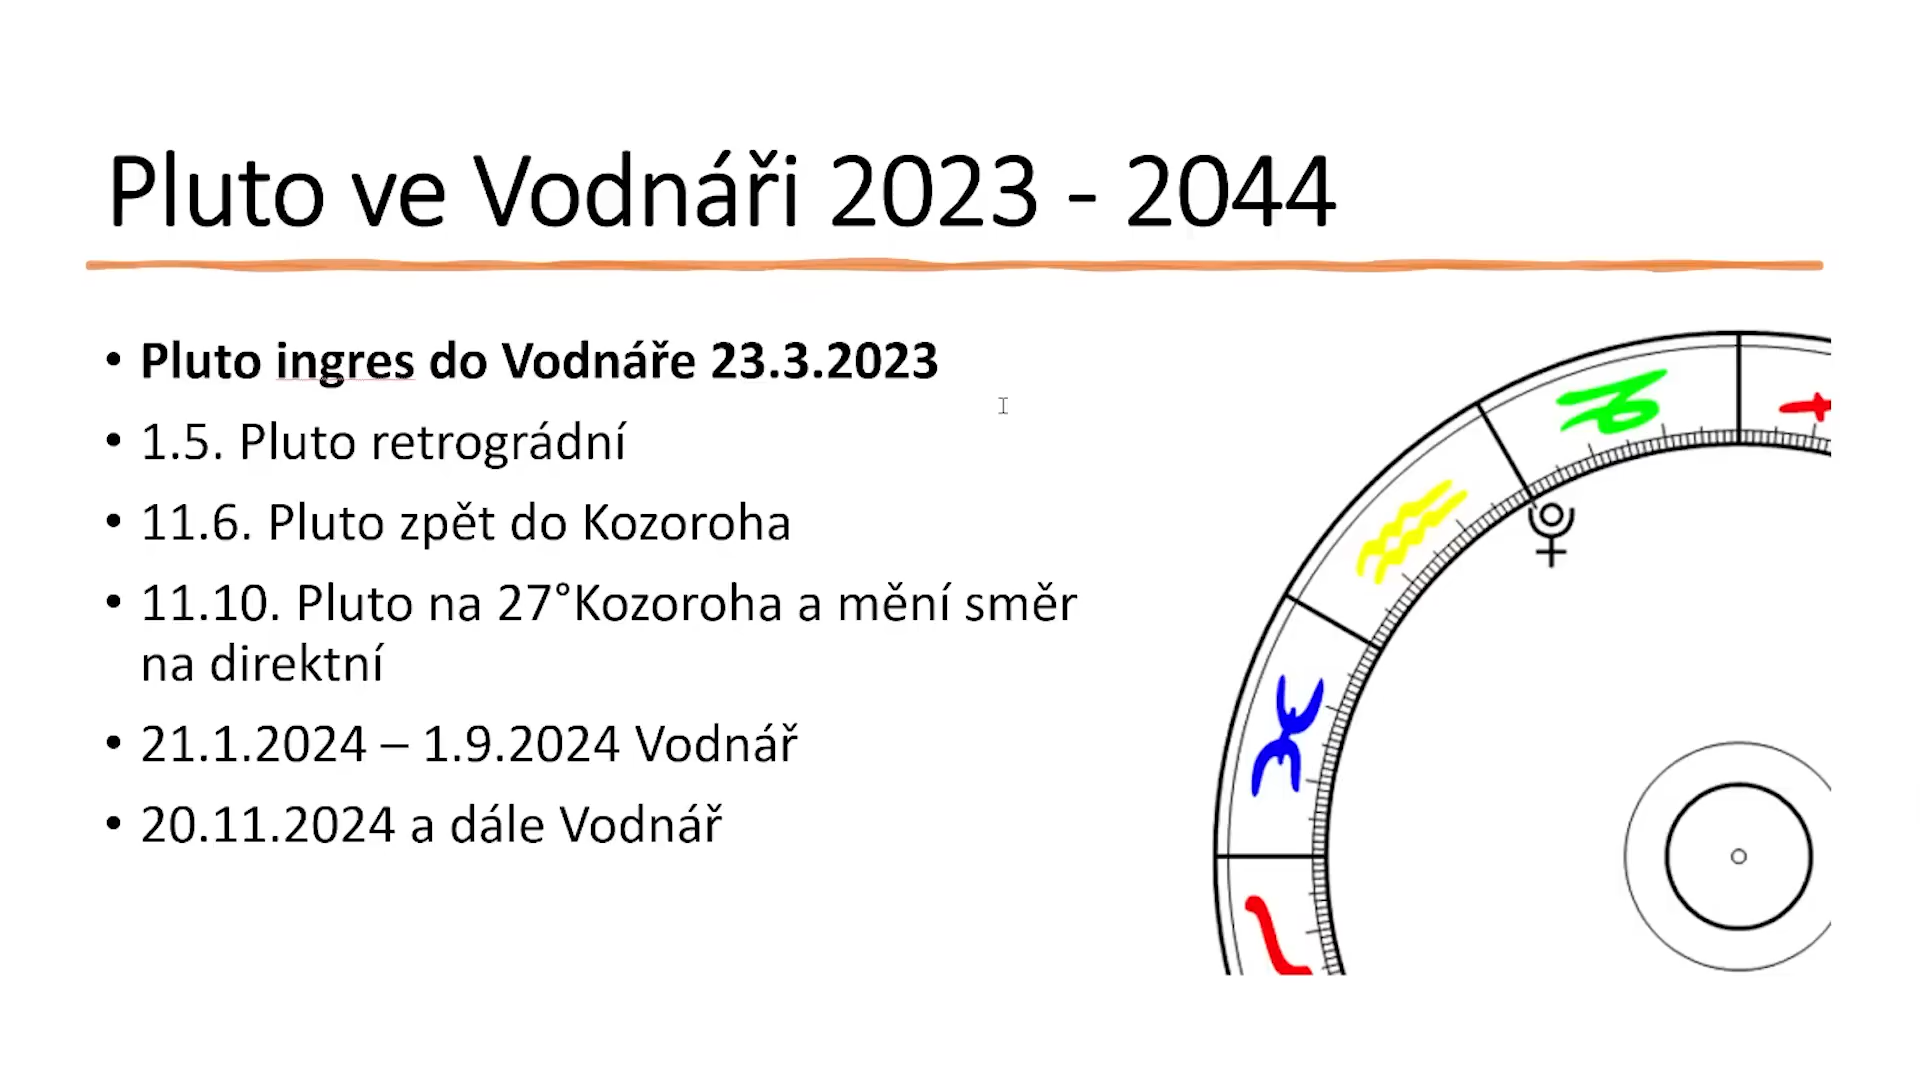 Pluto ve Vodnáři 2023 - 2044
• Pluto ingres do Vodnáře 23.3.2023
• 1.5. Pluto retrográdní
• 11.6. Pluto zpět do Kozoroha
• 11.10. Pluto na 27°Kozoroha a mění směr
na direktní
• 21.1.2024 – 1.9.2024 Vodnář
• 20.11.2024 a dále Vodnář